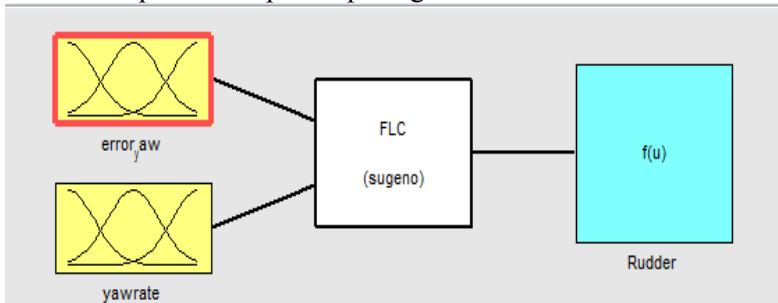 FLC
error_yaw
f(u)
(sugeno)
Rudder
yawrate